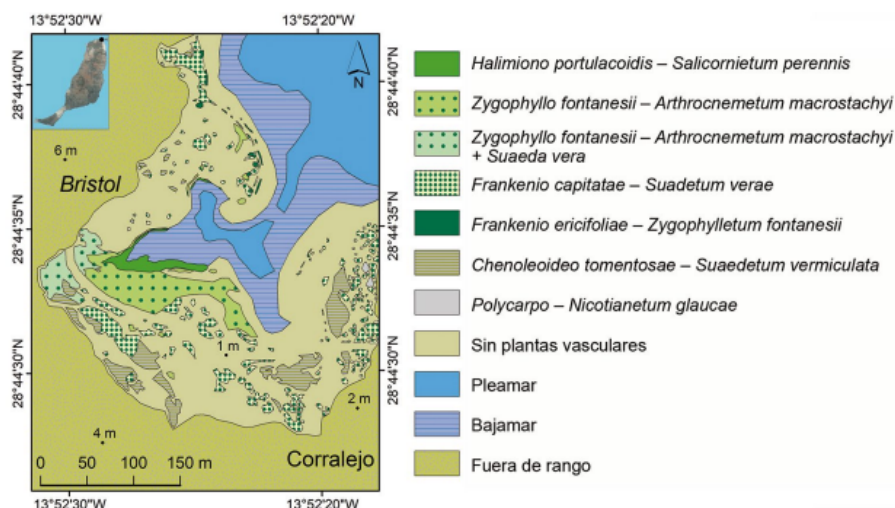 13°52'30"W
13°52'20"W
28°44'40"N
28°44'40"N
N
6 m
Bristol
28°44'35"N
28°44'35"N
1 m
28°44'30"N
28°44'30"N
2 m
4 m
Corralejo
0 50 100 150 m
13°52'30"W
13°52'20"W
Halimiono portulacoidis – Salicornietum perennis
Zygophyllo fontanesii – Arthrocnemetum macrostachyi
Zygophyllo fontanesii – Arthrocnemetum macrostachyi
+ Suaeda vera
Frankenio capitatae – Suadetum verae
Frankenio ericifoliae – Zygophylletum fontanesii
Chenoleoideo tomentosae – Suaedetum vermiculata
Polycarpo – Nicotianetum glaucae
Sin plantas vasculares
Pleamar
Bajamar
Fuera de rango